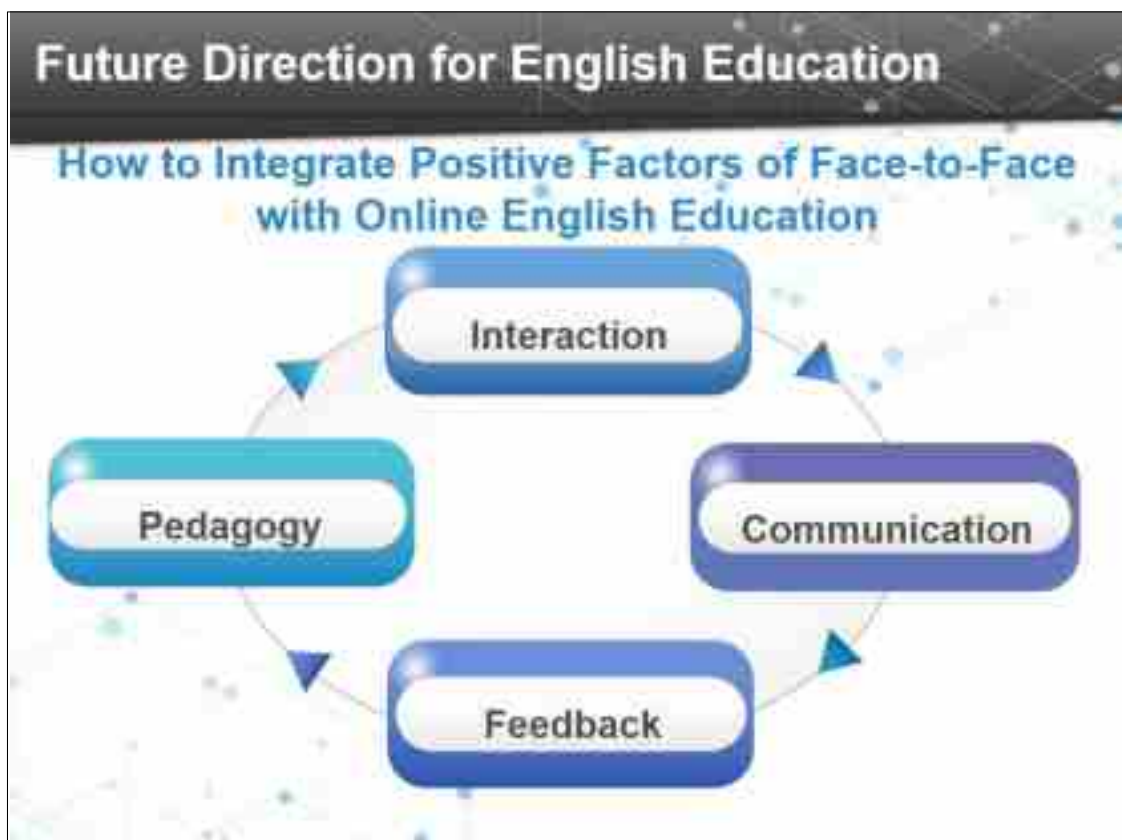 Future Direction for English Education
How to Integrate Positive Factors of Face-to-Face
with Online English Education
Interaction
Pedagogy
Communication
Feedback